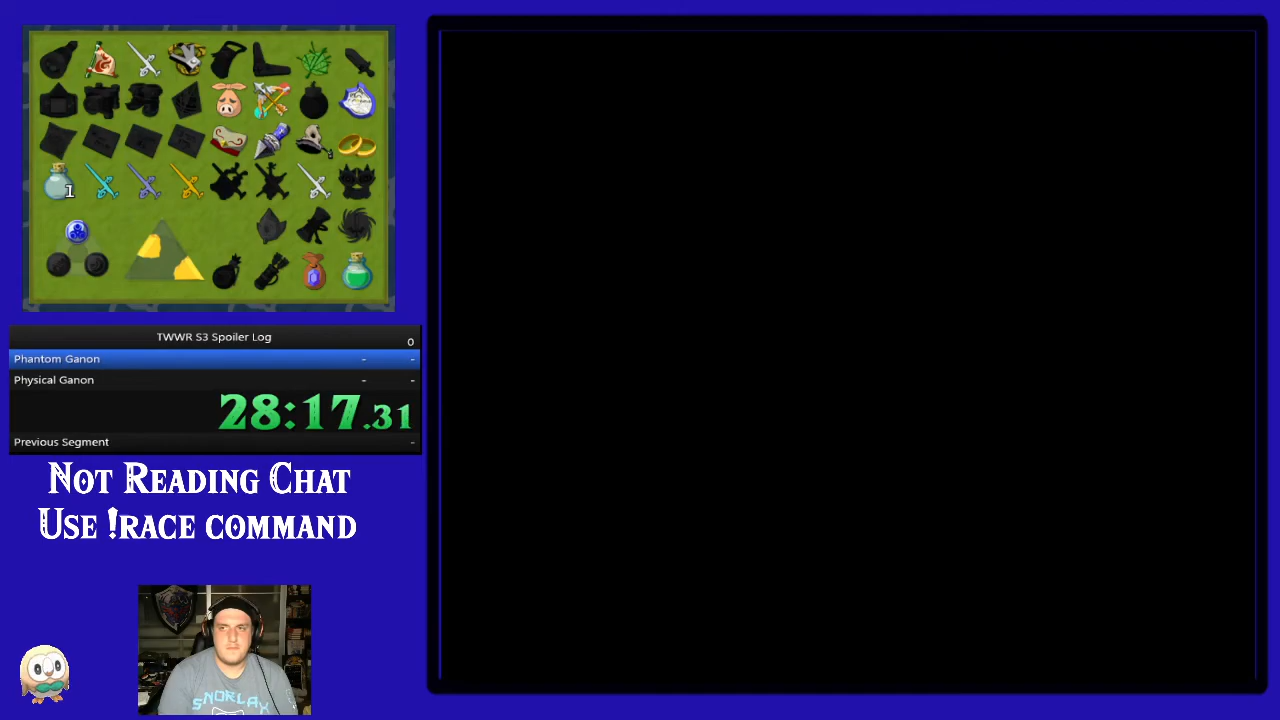 1
TWWR S3 Spoiler Log
0
Phantom Ganon - -
Physical Ganon - -
28:17.31
Previous Segment -
Not Reading Chat
Use !race command
SNORLAX